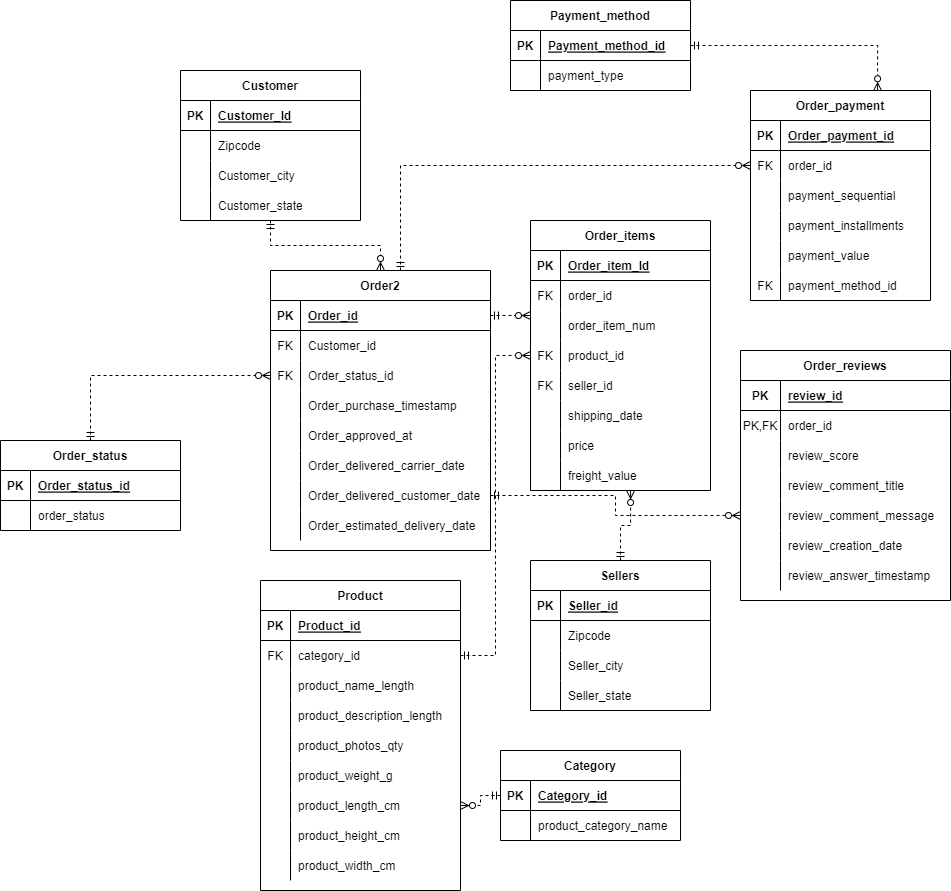 Payment_method
PK Payment_method_id
payment_type
Customer
PK Customer_Id
Zipcode
Customer_city
Customer_state
Order_payment
PK Order_payment_id
FK order_id
payment_sequential
payment_installments
payment_value
FK payment_method_id
Order_items
PK Order_item_Id
FK order_id
order_item_num
FK product_id
FK seller_id
shipping_date
price
freight_value
Order2
PK Order_id
FK Customer_id
FK Order_status_id
Order_purchase_timestamp
Order_approved_at
Order_delivered_carrier_date
Order_delivered_customer_date
Order_estimated_delivery_date
Order_reviews
PK review_id
PK,FK order_id
review_score
review_comment_title
review_comment_message
review_creation_date
review_answer_timestamp
Order_status
PK Order_status_id
order_status
Product
PK Product_id
FK category_id
product_name_length
product_description_length
product_photos_qty
product_weight_g
product_length_cm
product_height_cm
product_width_cm
Sellers
PK Seller_id
Zipcode
Seller_city
Seller_state
Category
PK Category_id
product_category_name